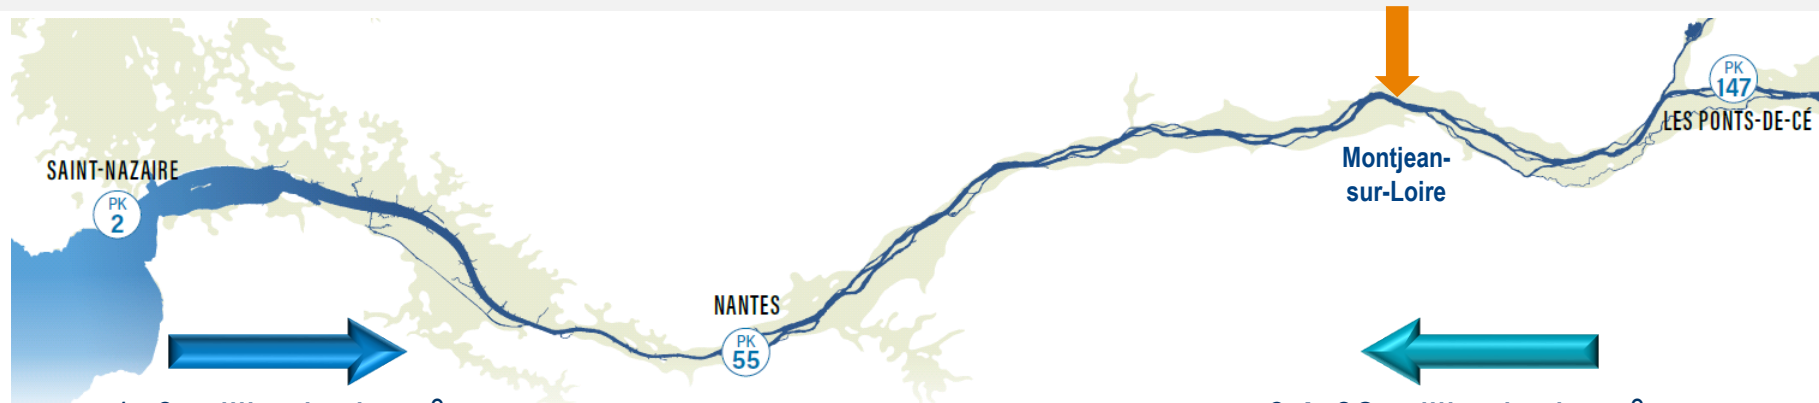 SAINT-NAZAIRE
PK
2
NANTES
PK
55
Montjean-
sur-Loire
PK
147
LES PONTS-DE-CÉ